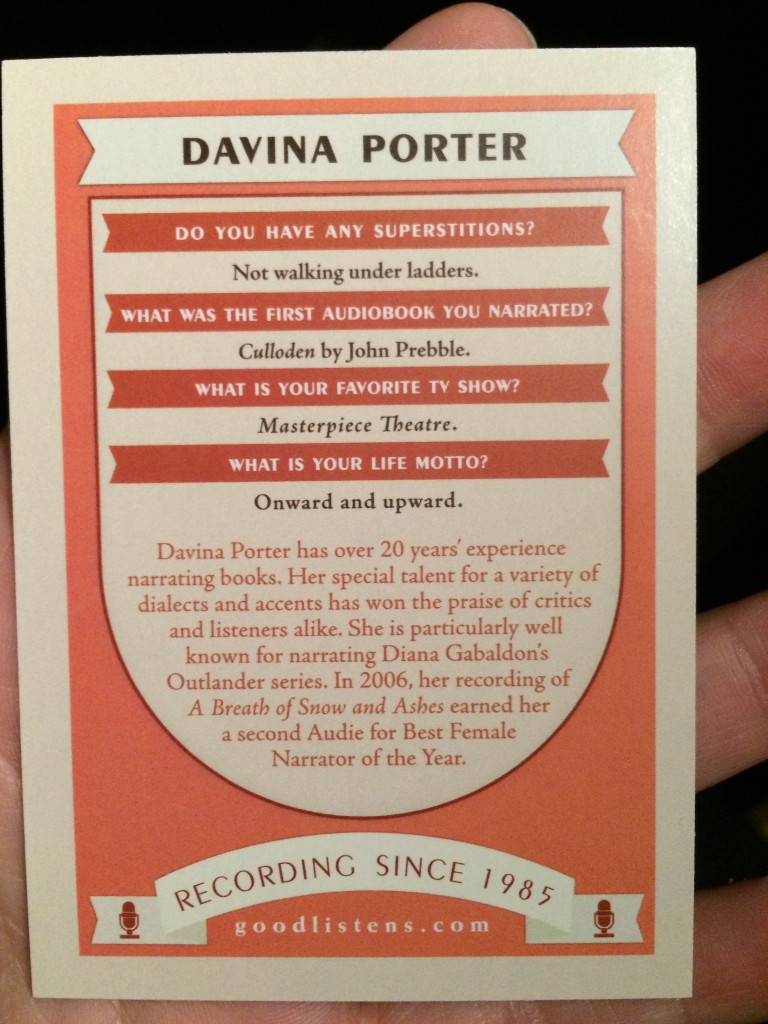 DAVINA PORTER
DO YOU HAVE ANY SUPERSTITIONS?
Not walking under ladders.
WHAT WAS THE FIRST AUDIOBOOK YOU NARRATED?
Culloden by John Prebble.
WHAT IS YOUR FAVORITE TV SHOW?
Masterpiece Theatre.
WHAT IS YOUR LIFE MOTTO?
Onward and upward.
Davina Porter has over 20 years' experience
narrating books. Her special talent for a variety of
dialects and accents has won the praise of critics
and listeners alike. She is particularly well
known for narrating Diana Gabaldon's
Outlander series. In 2006, her recording of
A Breath of Snow and Ashes earned her
a second Audie for Best Female
Narrator of the Year.
RECORDING SINCE 1985
goodlistens.com